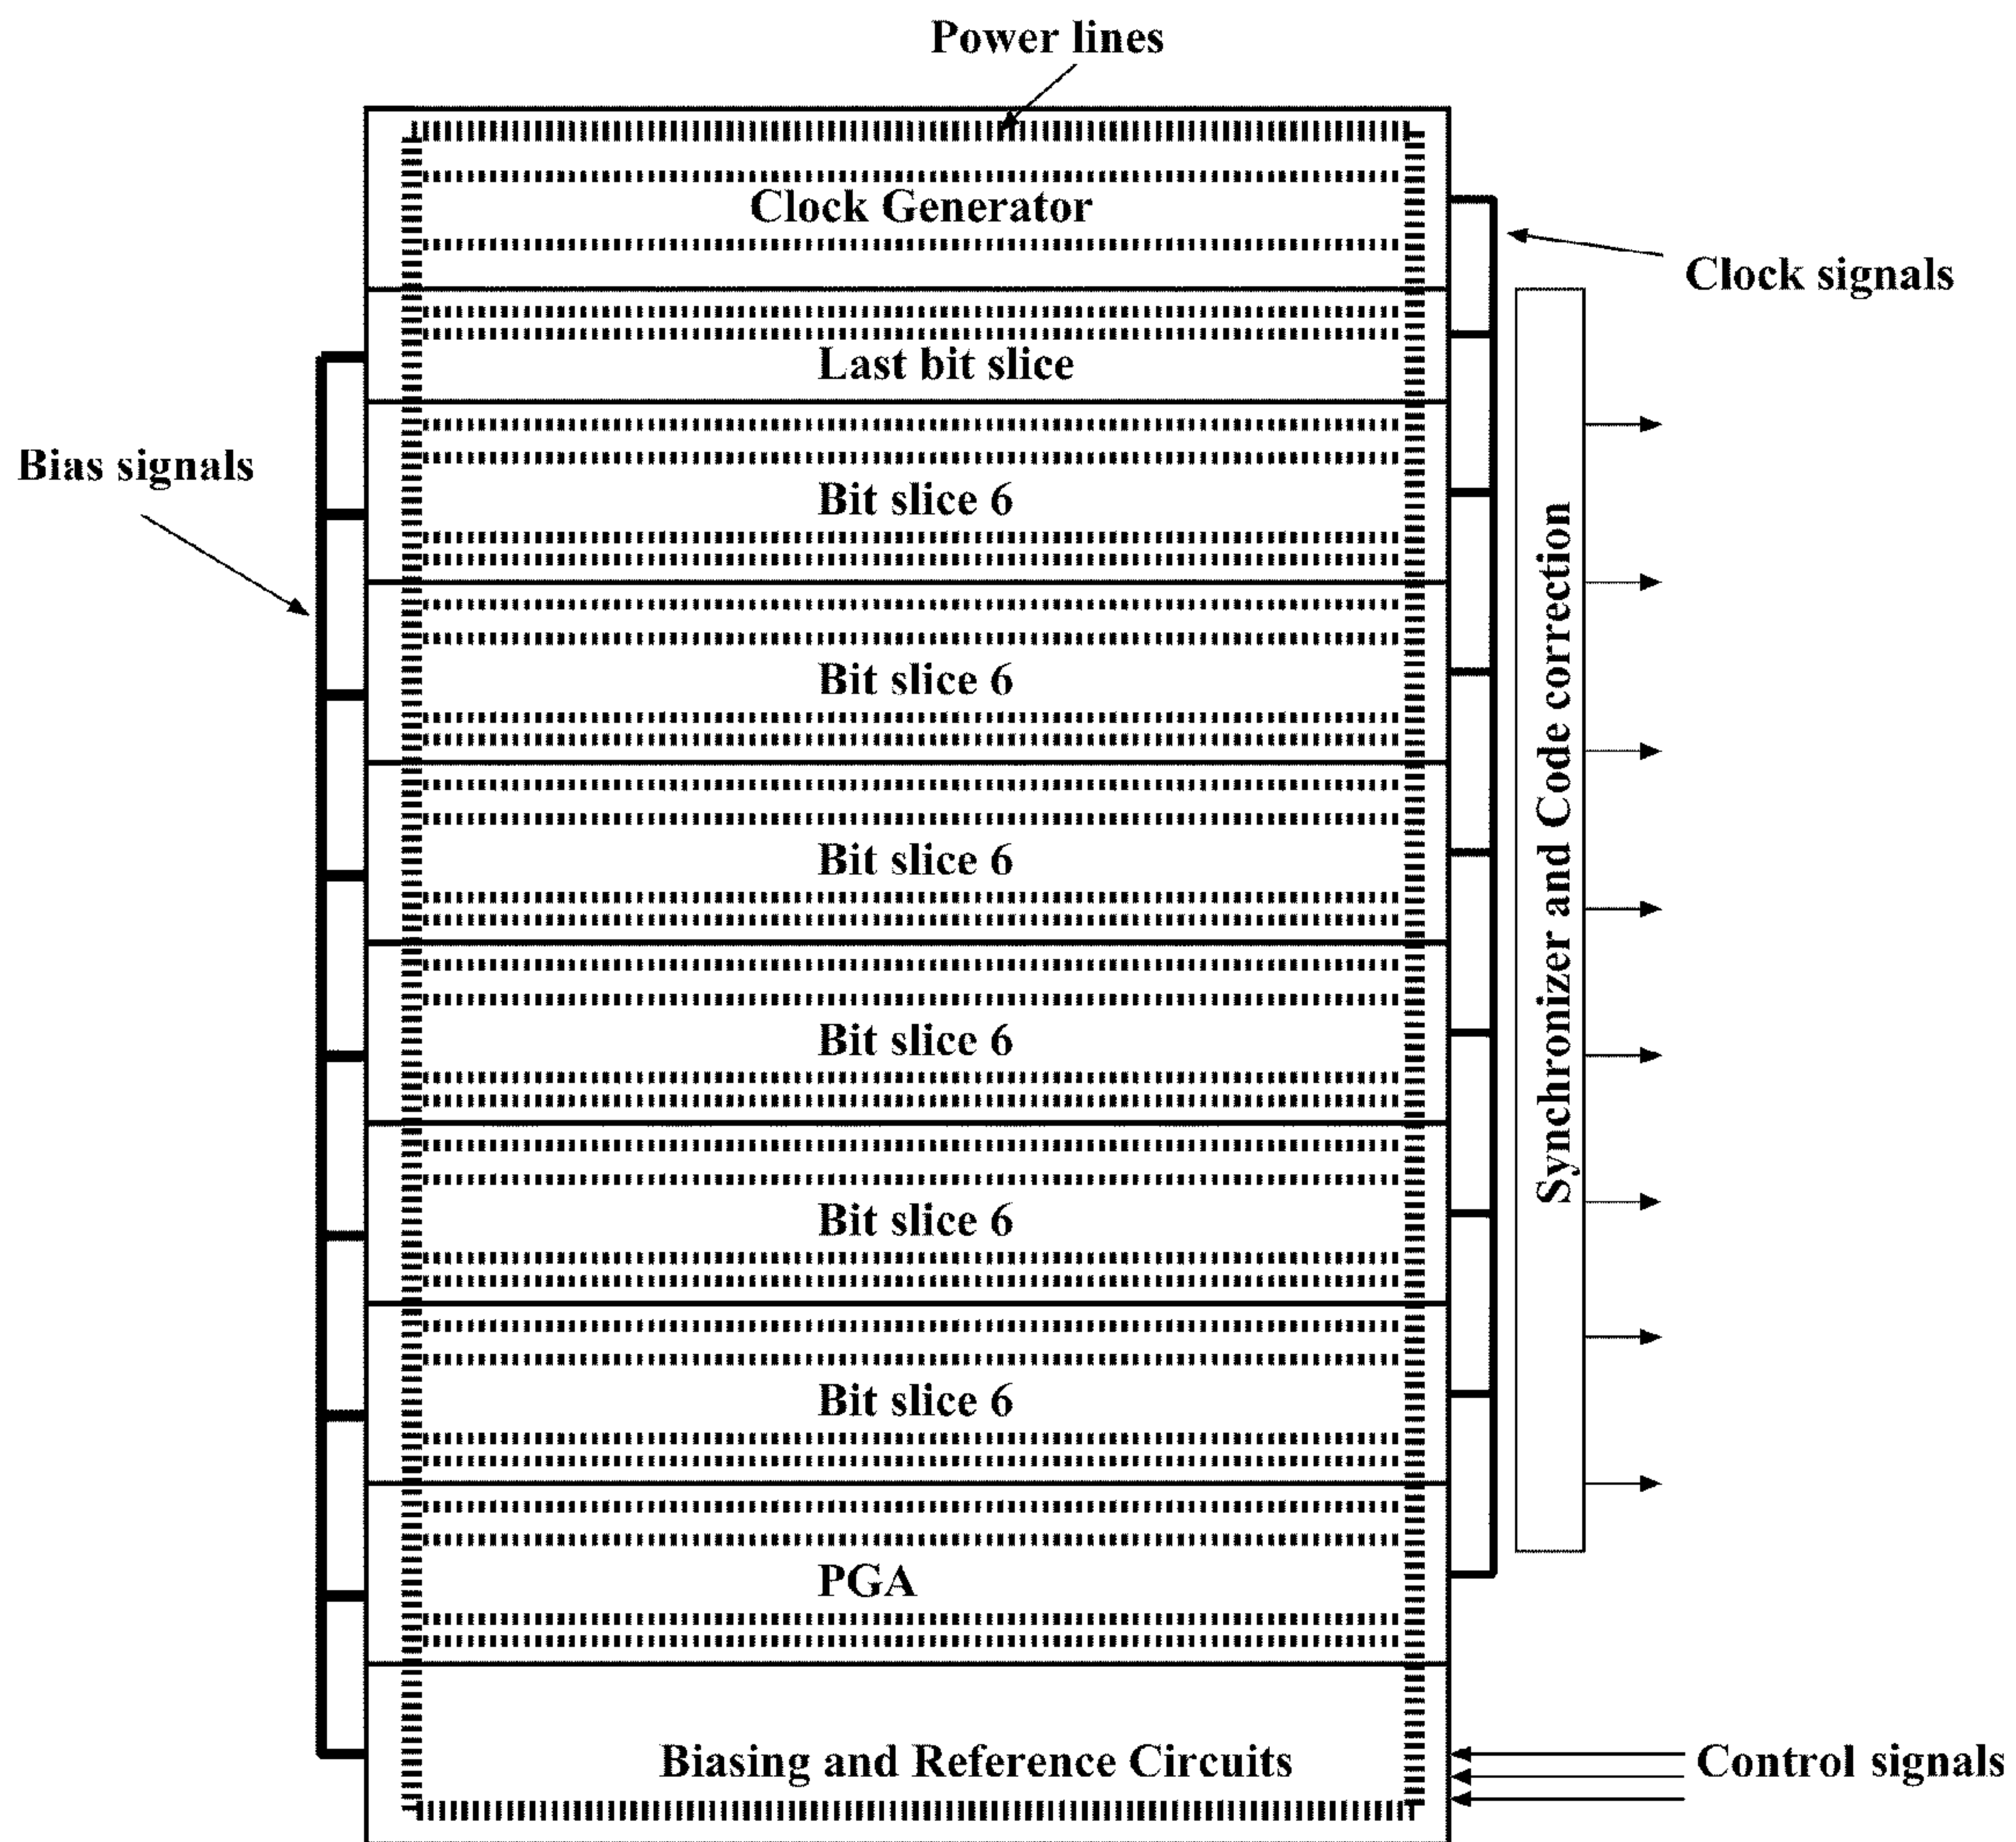 Power lines
Clock Generator
Clock signals
Last bit slice
Bias signals
Bit slice 6
Bit slice 6
Bit slice 6
Bit slice 6
Bit slice 6
Bit slice 6
Synchronizer and Code correction
PGA
Biasing and Reference Circuits
Control signals